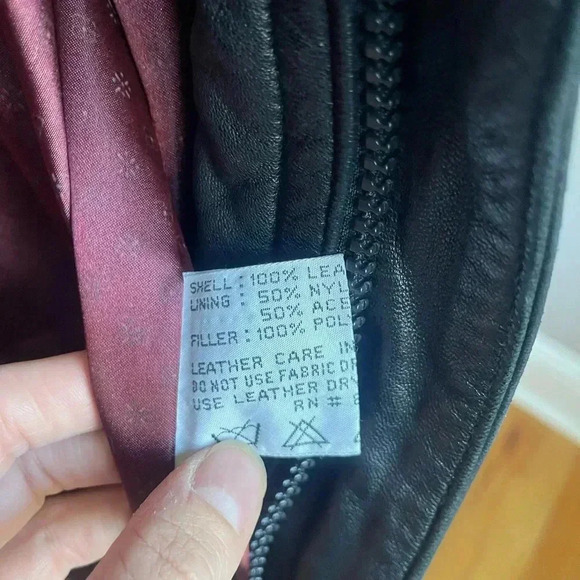 SHELL: 100% LEA
LINING: 50% NYL
50% ACE
FILLER: 100% POL
LEATHER CARE IN
DO NOT USE FABRIC DR
USE LEATHER DRY
RN #